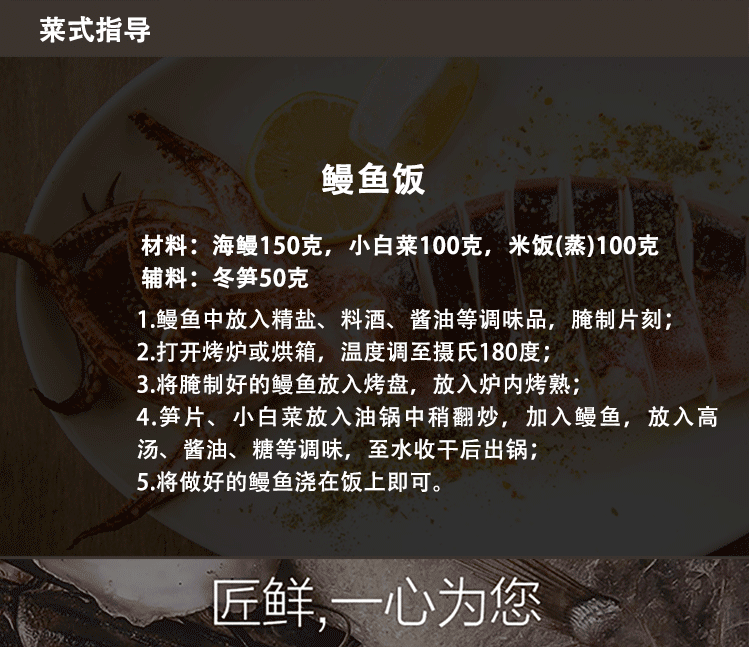 菜式指导
鳗鱼饭
材料：海鳗150克，小白菜100克，米饭(蒸)100克
辅料：冬笋50克
1.鳗鱼中放入精盐、料酒、酱油等调味品，腌制片刻；
2.打开烤炉或烘箱，温度调至摄氏180度；
3.将腌制好的鳗鱼放入烤盘，放入炉内烤熟；
4.笋片、小白菜放入油锅中稍翻炒，加入鳗鱼，放入高
汤、酱油、糖等调味，至水收干后出锅；
5.将做好的鳗鱼浇在饭上即可。
匠鲜,一心为您